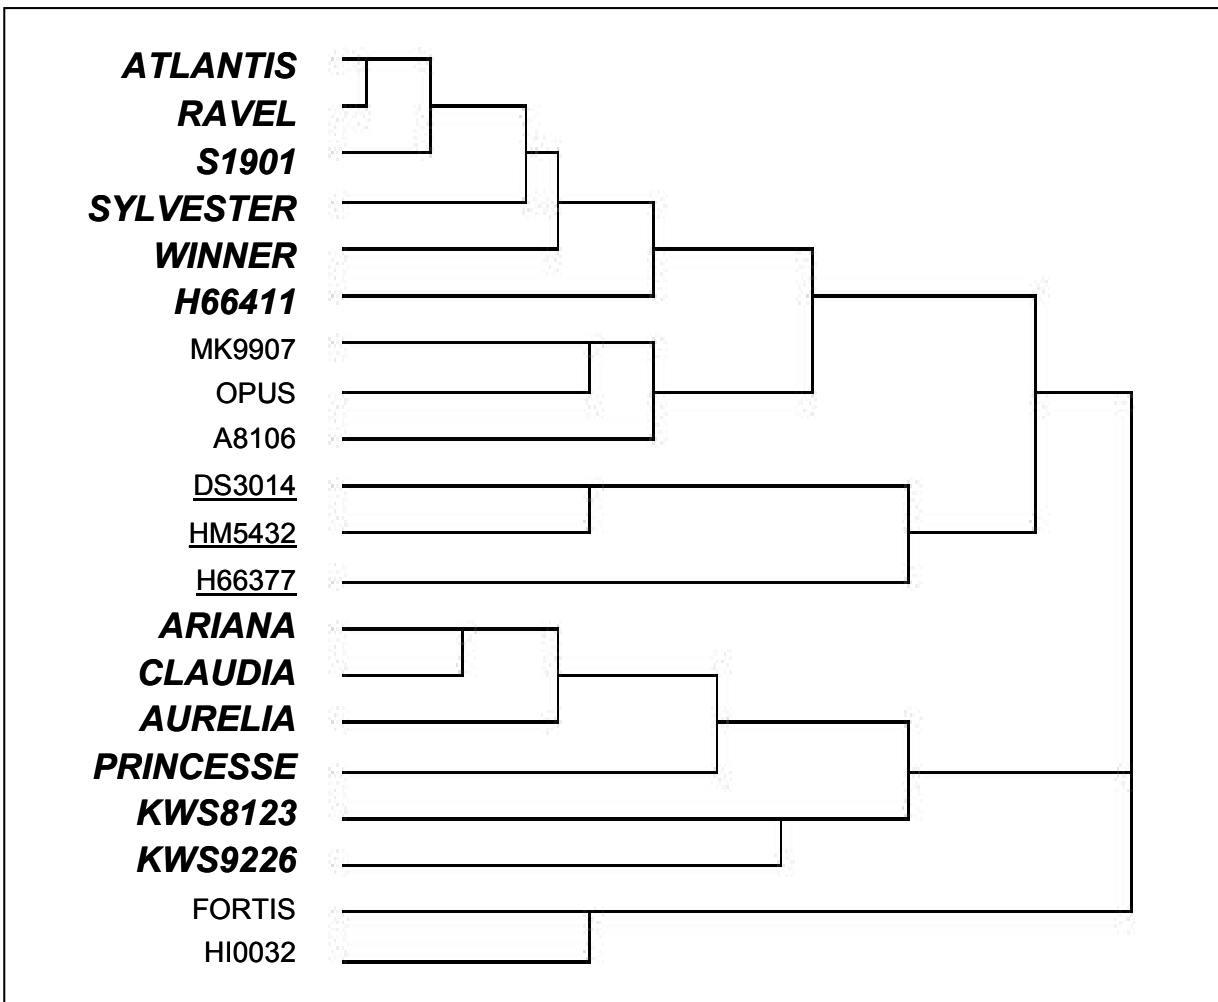 ATLANTIS
RAVEL
S1901
SYLVESTER
WINNER
H66411
MK9907
OPUS
A8106
DS3014
HM5432
H66377
ARIANA
CLAUDIA
AURELIA
PRINCESSE
KWS8123
KWS9226
FORTIS
HI0032